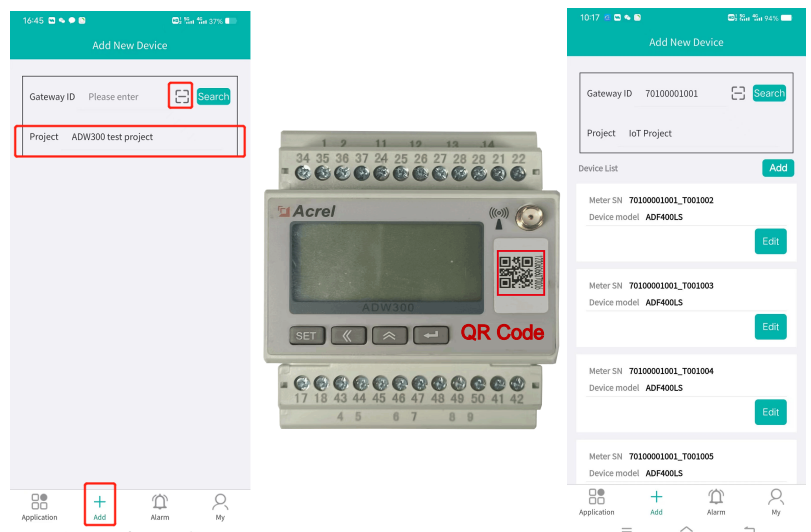 16:45
37%
Add New Device
Gateway ID Please enter Search
Project ADW300 test project
Application Add Alarm My
1 2 11 12 13 14
34 35 36 37 24 25 26 27 28 28 21 22
Acrel
ADW300
SET
QR Code
17 18 43 44 45 46 47 48 49 50 41 42
4 5 6 7 8 9
10:17
94%
Add New Device
Gateway ID 70100001001 Search
Project IoT Project
Device List Add
Meter SN 70100001001_T001002
Device model ADF400LS
Edit
Meter SN 70100001001_T001003
Device model ADF400LS
Edit
Meter SN 70100001001_T001004
Device model ADF400LS
Edit
Meter SN 70100001001_T001005
Device model ADF400LS
Application Add Alarm My